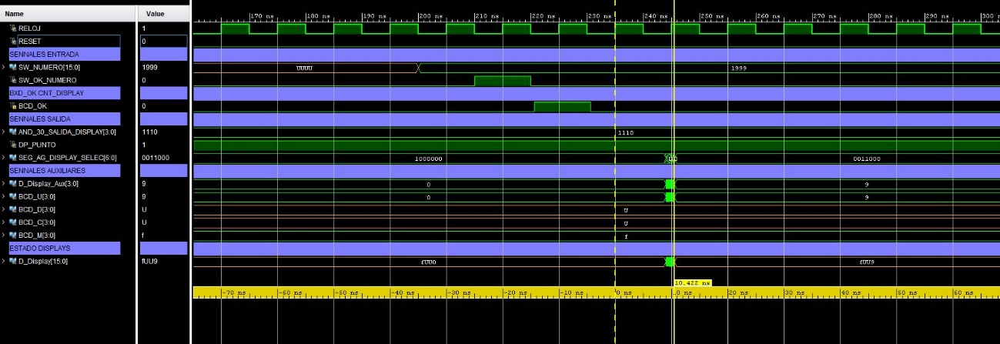 Name Value
170 ns 180 ns 190 ns 200 ns 210 ns 220 ns 230 ns 240 ns 250 ns 260 ns 270 ns 280 ns 290 ns 300
RELOJ 1
RESET 0
SENNALES ENTRADA
SW_NUMERO[15:0] 1999 UUUU 1999
SW_OK_NUMERO 0
BXD_OK CNT_DISPLAY
BCD_OK 0
SENNALES SALIDA
AND_30_SALIDA_DISPLAY[3:0] 1110 1110
DP_PUNTO 1
SEG_AG_DISPLAY_SELEC[6:0] 0011000 1000000 0011000
SENNALES AUXILIARES
D_Display_Aux[3:0] 9 0 9
BCD_U[3:0] 9 0 9
BCD_D[3:0] U U
BCD_C[3:0] U U
BCD_M[3:0] f f
ESTADO DISPLAYS
D_Display[15:0] fUU9 fUU0 fUU9
10.422 ns
-70 ns -60 ns -50 ns -40 ns -30 ns -20 ns -10 ns 0 ns 20 ns 30 ns 40 ns 50 ns 60 ns